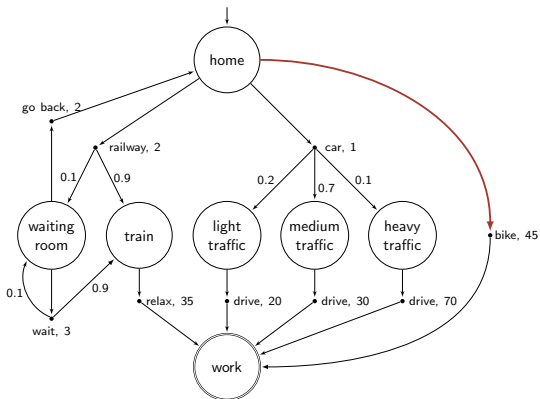 home
go back, 2
railway, 2
car, 1
0.1
0.9
0.2
0.7
0.1
waiting
room
train
light
traffic
medium
traffic
heavy
traffic
bike, 45
0.1
0.9
relax, 35
drive, 20
drive, 30
drive, 70
wait, 3
work